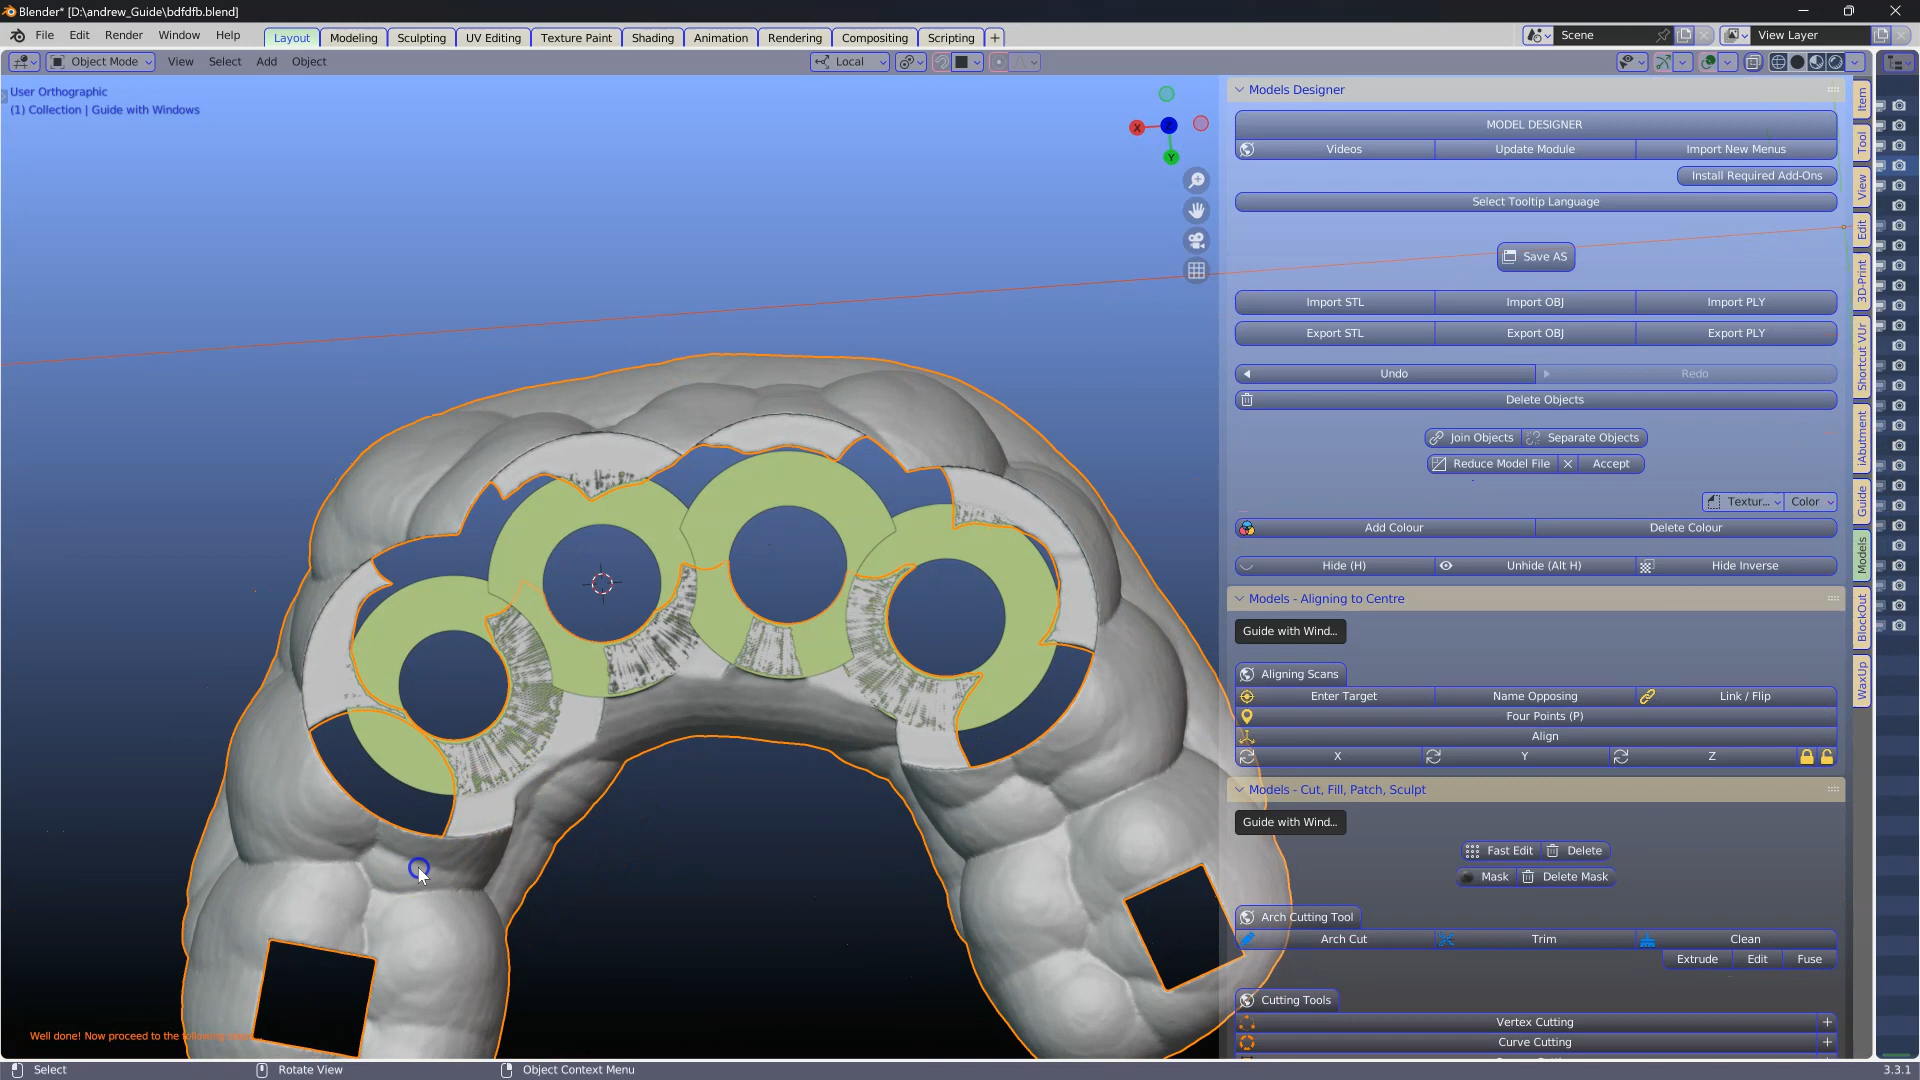 Blender* [D:\andrew_Guide\bdfdfb.blend]
File Edit Render Window Help Layout Modeling Sculpting UV Editing Texture Paint Shading Animation Rendering Compositing Scripting + Scene View Layer
Object Mode View Select Add Object Local
User Orthographic
(1) Collection | Guide with Windows
X
Z
Y
Models Designer
MODEL DESIGNER
Videos Update Module Import New Menus
Install Required Add-Ons
Select Tooltip Language
Save AS
Import STL Import OBJ Import PLY
Export STL Export OBJ Export PLY
Undo Redo
Delete Objects
Join Objects Separate Objects
Reduce Model File Accept
Textur... Color
Add Colour Delete Colour
Hide (H) Unhide (Alt H) Hide Inverse
Models - Aligning to Centre
Guide with Wind...
Aligning Scans
Enter Target Name Opposing Link / Flip
Four Points (P)
Align
X Y Z
Models - Cut, Fill, Patch, Sculpt
Guide with Wind...
Fast Edit Delete
Mask Delete Mask
Arch Cutting Tool
Arch Cut Trim Clean
Extrude Edit Fuse
Cutting Tools
Vertex Cutting +
Curve Cutting +
Item
Tool
View
Edit
3D-Print
Shortcut VUr
iAbutment
Guide
Models
BlockOut
WaxUp
Well done! Now proceed to the
Select Rotate View Object Context Menu 3.3.1